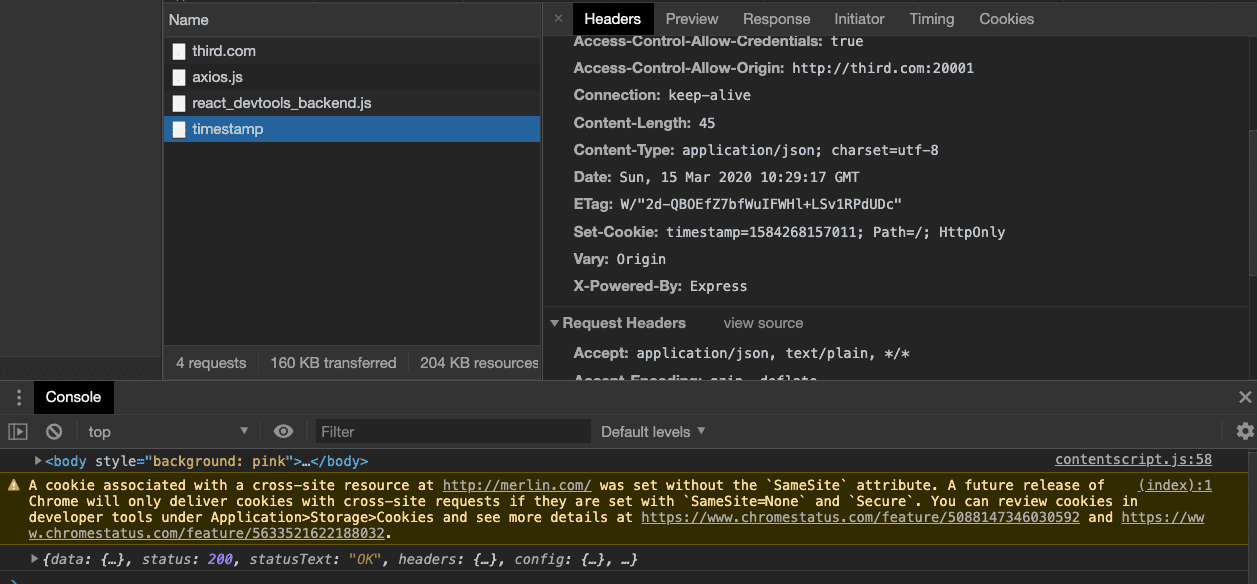 Name
× Headers Preview Response Initiator Timing Cookies
third.com
axios.js
react_devtools_backend.js
timestamp
Access-Control-Allow-Credentials: true
Access-Control-Allow-Origin: http://third.com:20001
Connection: keep-alive
Content-Length: 45
Content-Type: application/json; charset=utf-8
Date: Sun, 15 Mar 2020 10:29:17 GMT
ETag: W/"2d-QBOEfZ7bfWuIFWHl+LSv1RPdUDc"
Set-Cookie: timestamp=1584268157011; Path=/; HttpOnly
Vary: Origin
X-Powered-By: Express
Request Headers view source
Accept: application/json, text/plain, */*
Accept-Encoding: gzip, deflate
4 requests 160 KB transferred 204 KB resources
Console
top Filter Default levels
<body style="background: pink">…</body> contentscript.js:58
A cookie associated with a cross-site resource at http://merlin.com/ was set without the `SameSite` attribute. A future release of (index):1
Chrome will only deliver cookies with cross-site requests if they are set with `SameSite=None` and `Secure`. You can review cookies in
developer tools under Application>Storage>Cookies and see more details at https://www.chromestatus.com/feature/5088147346030592 and https://ww
w.chromestatus.com/feature/5633521622188032.
{data: {…}, status: 200, statusText: "OK", headers: {…}, config: {…}, …}